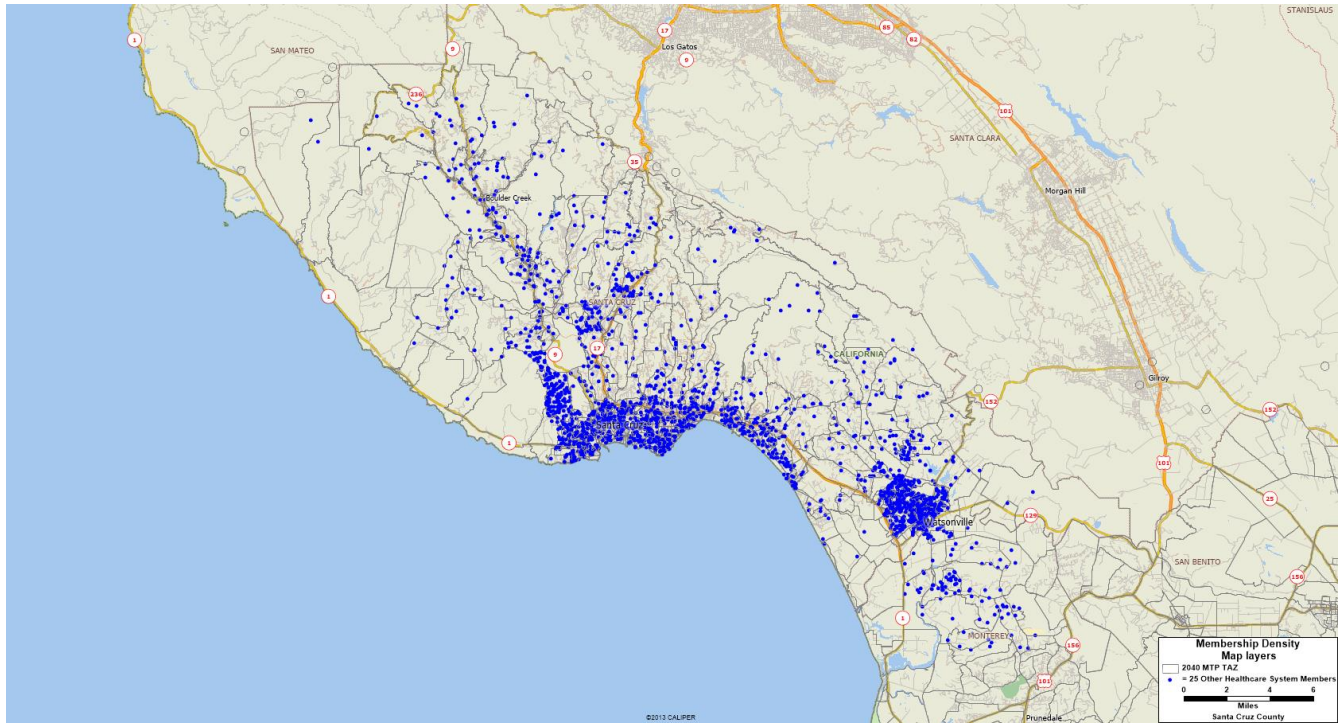 STANISLAUS
1
SAN MATEO
9
17
85
82
Los Gatos
0
236
101
SANTA CLARA
35
Morgan Hill
Boulder Creek
1
SANTA CRUZ
17
9
CALIFORNIA
Gilroy
152
152
1
Santa Cruz
101
25
Watsonville
129
SAN BENITO
156
1
MONTEREY
156
101
Prunedale
Membership Density
Map layers
2040 MTP TAZ
= 25 Other Healthcare System Members
0 2 4 6
Miles
Santa Cruz County
©2013 CALIPER